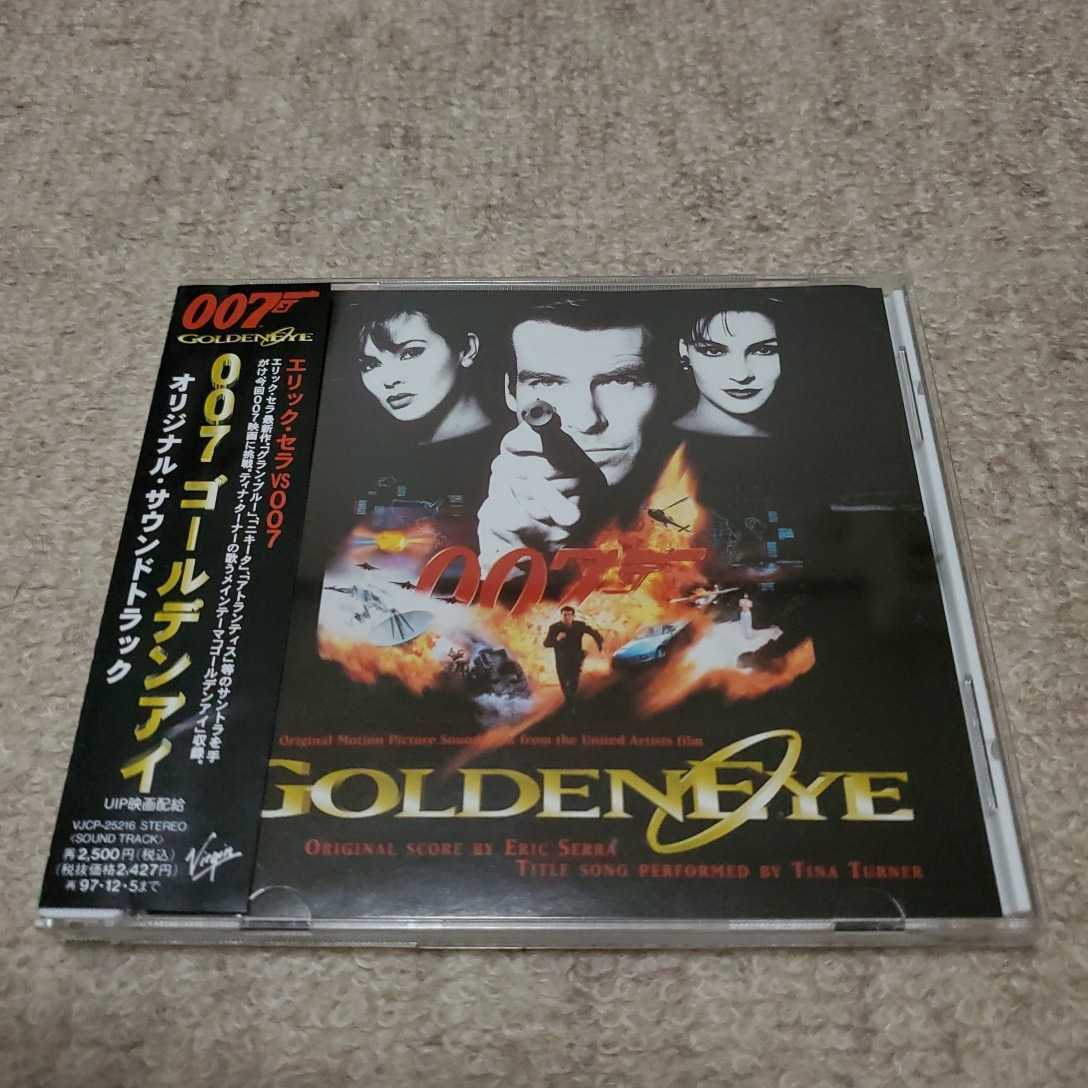 007
GOLDENEYE
エリック・セラ VS 007
エリック・セラ最新作。「グラン・ブルー」「ニキータ」「アトランティス」等のサントラを手
がけ今回007映画に挑戦。ティナ・ターナーの歌うメインテーマ「ゴールデンアイ」収録。
007 ゴールデンアイ
オリジナル・サウンドトラック
UIP映画配給
VJCP-25216 STEREO
〈SOUND TRACK〉
再2,500円(税込)
(税抜価格2,427円)
再97・12・5まで
Virgin
007
Original Motion Picture from the United Artists film
GOLDENEYE
ORIGINAL SCORE BY ERIC SERRA
TITLE SONG PERFORMED BY TINA TURNER